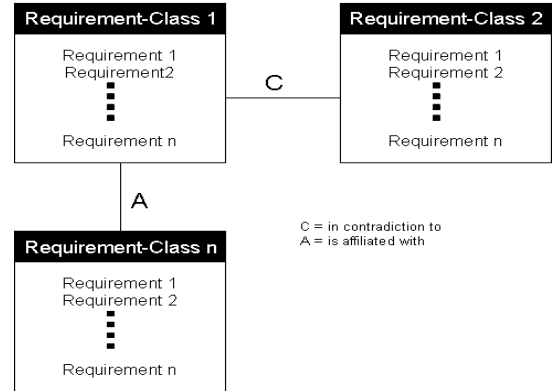 Requirement-Class 1
Requirement 1
Requirement2
Requirement n
C
Requirement-Class 2
Requirement 1
Requirement 2
Requirement n
A
C = in contradiction to
A = is affiliated with
Requirement-Class n
Requirement 1
Requirement 2
Requirement n